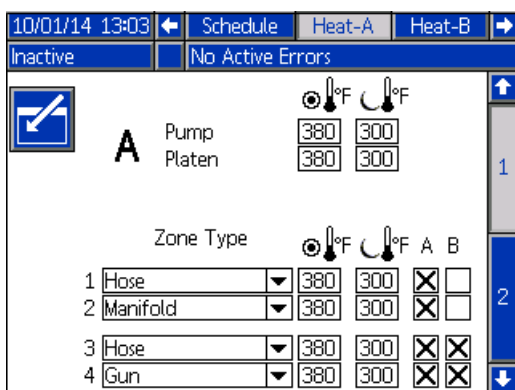 10/01/14 13:03 Schedule Heat-A Heat-B
Inactive No Active Errors
°F °F
A
Pump 380 300
Platen 380 300
1
Zone Type °F °F A B
1 Hose 380 300 X
2 Manifold 380 300 X
2
3 Hose 380 300 X X
4 Gun 380 300 X X